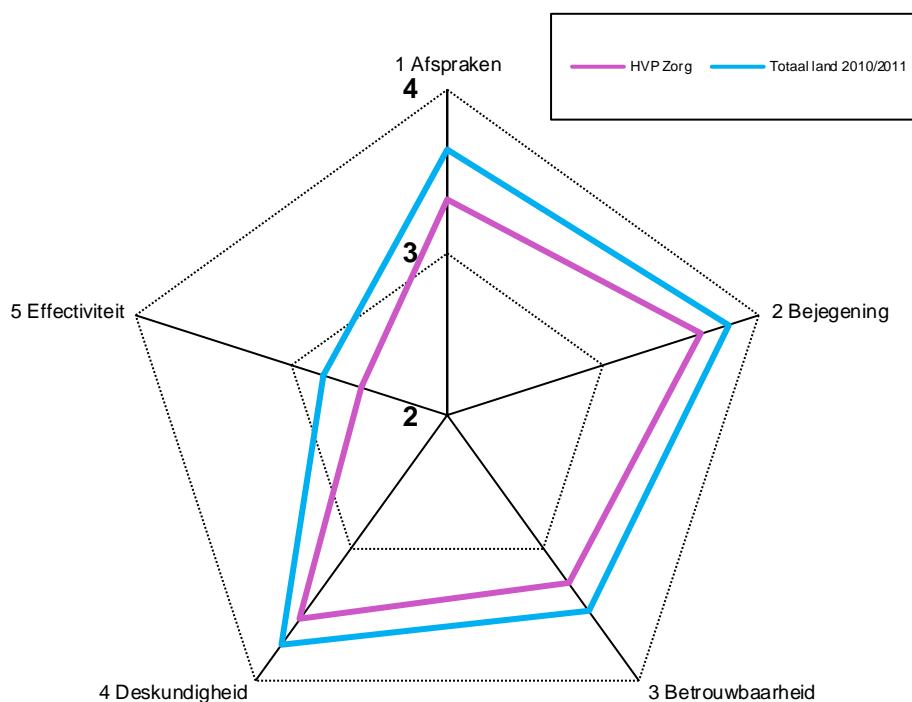 HVP Zorg
Totaal land 2010/2011
1 Afspraken
4
3
5 Effectiviteit
2 Bejegening
2
4 Deskundigheid
3 Betrouwbaarheid